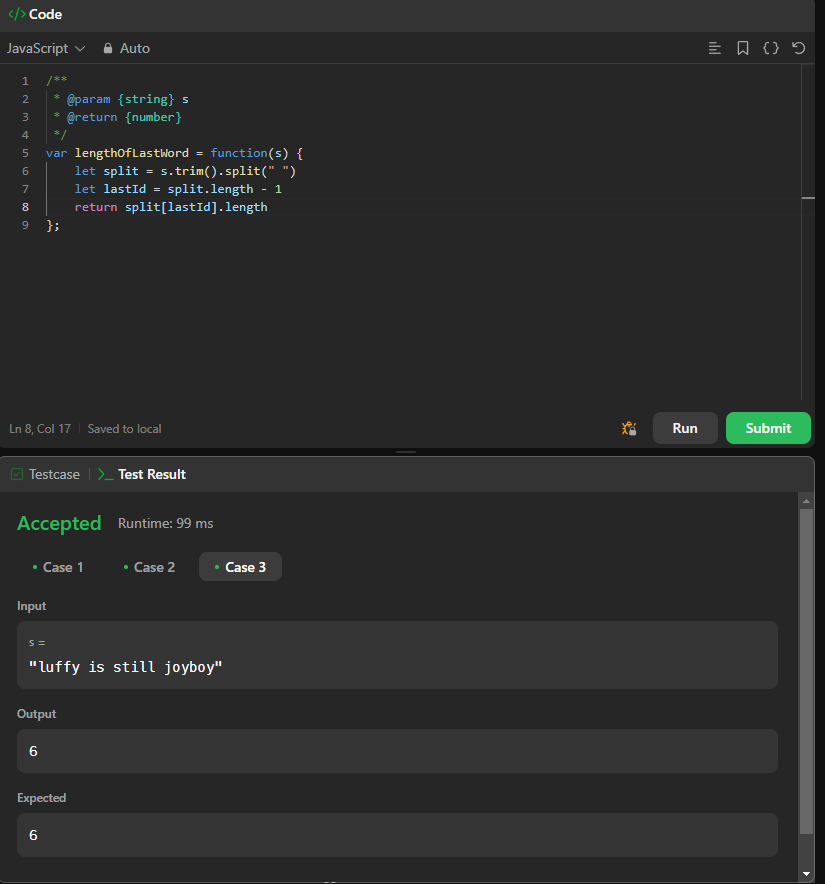 </> Code
JavaScript Auto
1 /**
2  * @param {string} s
3  * @return {number}
4  */
5 var lengthOfLastWord = function(s) {
6     let split = s.trim().split(" ")
7     let lastId = split.length - 1
8     return split[lastId].length
9 };
Ln 8, Col 17 Saved to local
Run Submit
Testcase Test Result
Accepted Runtime: 99 ms
• Case 1 • Case 2 • Case 3
Input
s =
"luffy is still joyboy"
Output
6
Expected
6